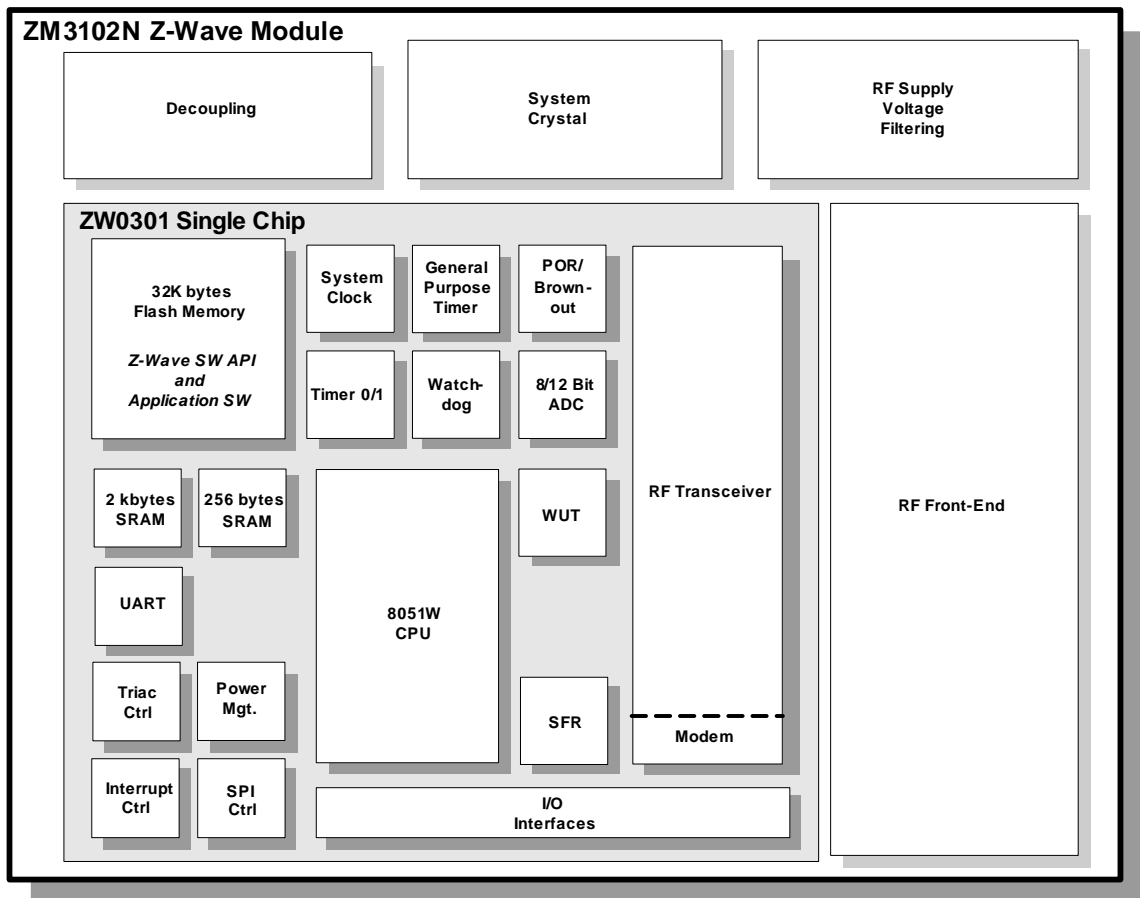 ZM3102N Z-Wave Module
Decoupling
System
Crystal
RF Supply
Voltage
Filtering
ZW0301 Single Chip
32K bytes
Flash Memory
Z-Wave SW API
and
Application SW
System
Clock
General
Purpose
Timer
POR/
Brown-
out
Timer 0/1
Watch-
dog
8/12 Bit
ADC
RF Transceiver
RF Front-End
2 kbytes
SRAM
256 bytes
SRAM
WUT
UART
8051W
CPU
Triac
Ctrl
Power
Mgt.
SFR
Modem
Interrupt
Ctrl
SPI
Ctrl
I/O
Interfaces